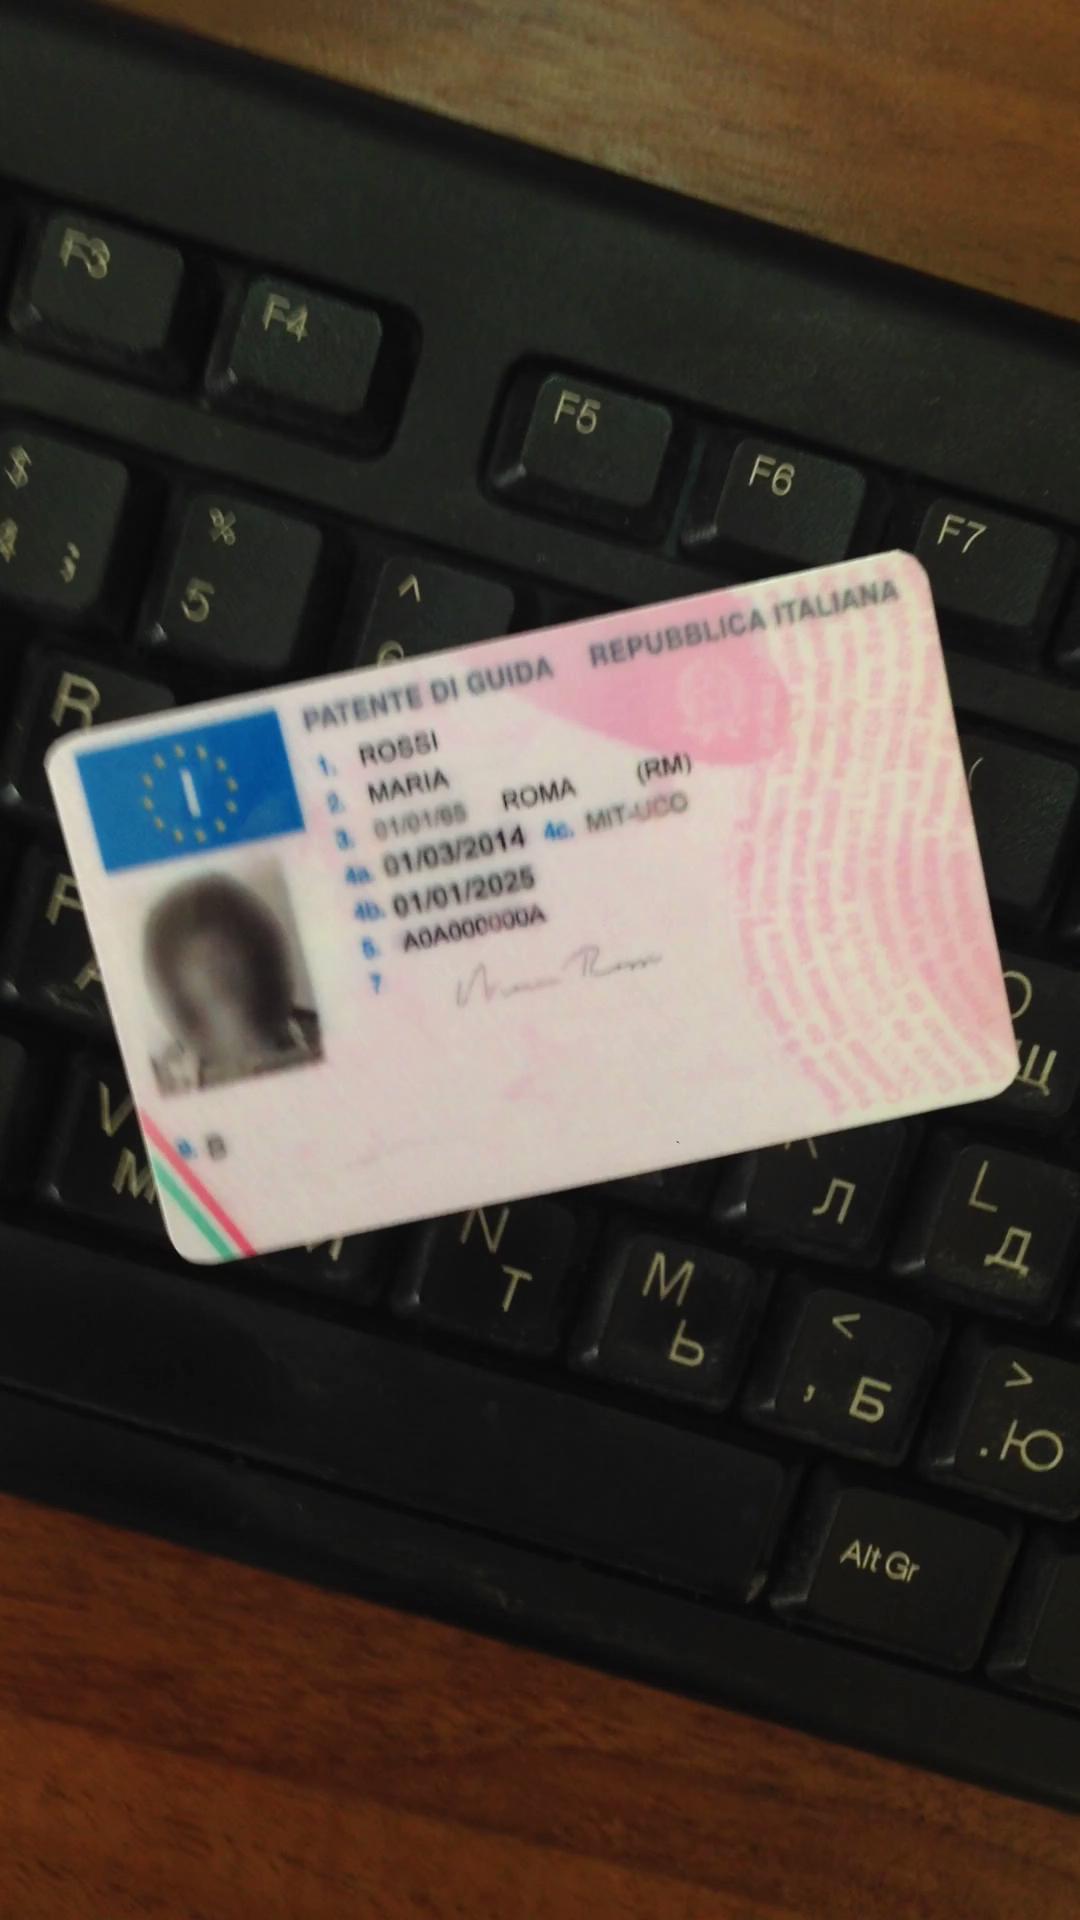 F3
F4
F5
F6
F7
$
4 ;
%
5
^
R
PATENTE DI GUIDA REPUBBLICA ITALIANA
I
1. ROSSI
2. MARIA
3. 01/01/65 ROMA (RM)
4a. 01/03/2014 4c. MIT-UCO
4b. 01/01/2025
5. A0A000000A
7
9. B
(
F
A
O
Щ
V
М
Л
L
Д
И
N
Т
M
Ь
<
, Б
>
. Ю
Alt Gr